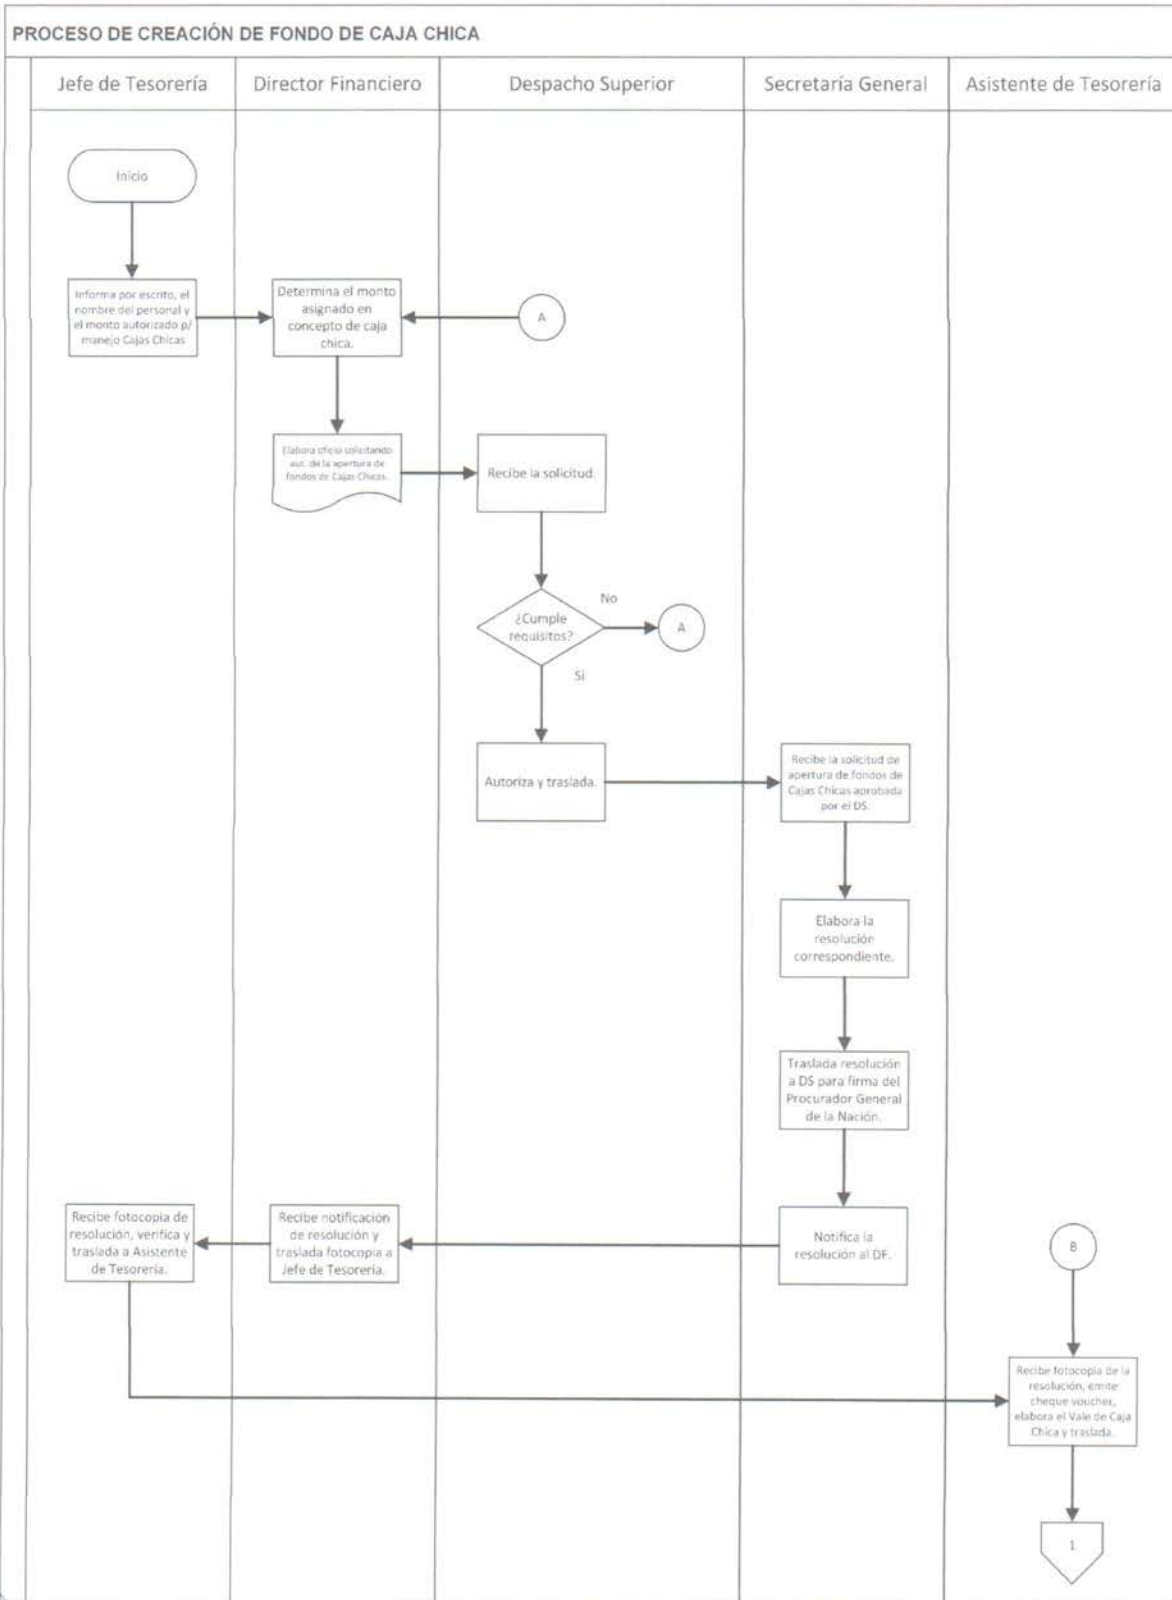 PROCESO DE CREACIÓN DE FONDO DE CAJA CHICA
Jefe de Tesorería
Director Financiero
Despacho Superior
Secretaría General
Asistente de Tesorería
Inicio
Informa por escrito, el
nombre del personal y
el monto autorizado p/
manejo Cajas Chicas
Determina el monto
asignado en
concepto de caja
chica.
A
Elabora oficio solicitando
aut. de la apertura de
fondos de Cajas Chicas.
Recibe la solicitud.
¿Cumple
requisitos?
No
A
Si
Autoriza y traslada.
Recibe la solicitud de
apertura de fondos de
Cajas Chicas aprobada
por el DS.
Elabora la
resolución
correspondiente.
Traslada resolución
a DS para firma del
Procurador General
de la Nación.
Recibe fotocopia de
resolución, verifica y
traslada a Asistente
de Tesorería.
Recibe notificación
de resolución y
traslada fotocopia a
Jefe de Tesorería.
Notifica la
resolución al DF.
B
Recibe fotocopia de la
resolución, emite
cheque voucher,
elabora el Vale de Caja
Chica y traslada.
1